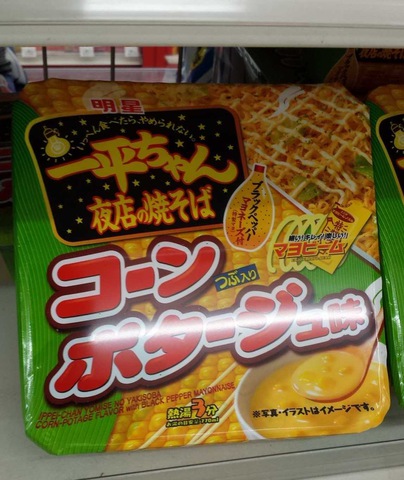 明星
いっぺん食べたら、やめられない
一平ちゃん
夜店の焼そば
ブラックペッパー
マヨネーズ付
マヨビーム
コーン
つぶ入り
ポタージュ味
IPPEI-CHAN YOMISE NO YAKISOBA
CORN-POTAGE FLAVOR with BLACK PEPPER MAYONNAISE
熱湯3分
※写真・イラストはイメージです。